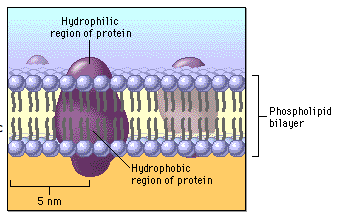 Hydrophilic
region of protein
Phospholipid
bilayer
Hydrophobic
region of protein
5 nm